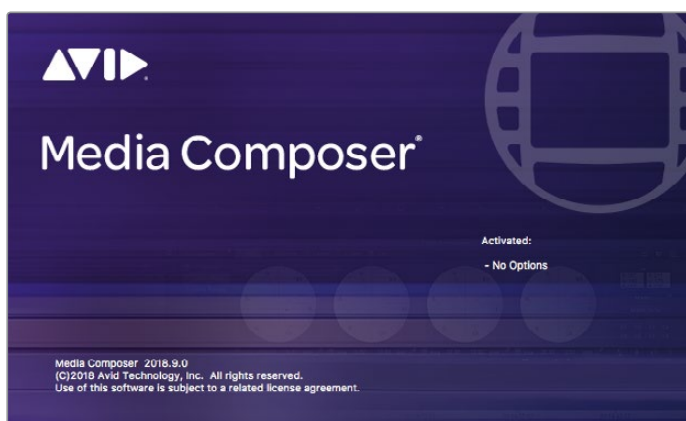 AVID
Media Composer®
Activated:
- No Options
Media Composer 2018.9.0
(C)2018 Avid Technology, Inc. All rights reserved.
Use of this software is subject to a related license agreement.